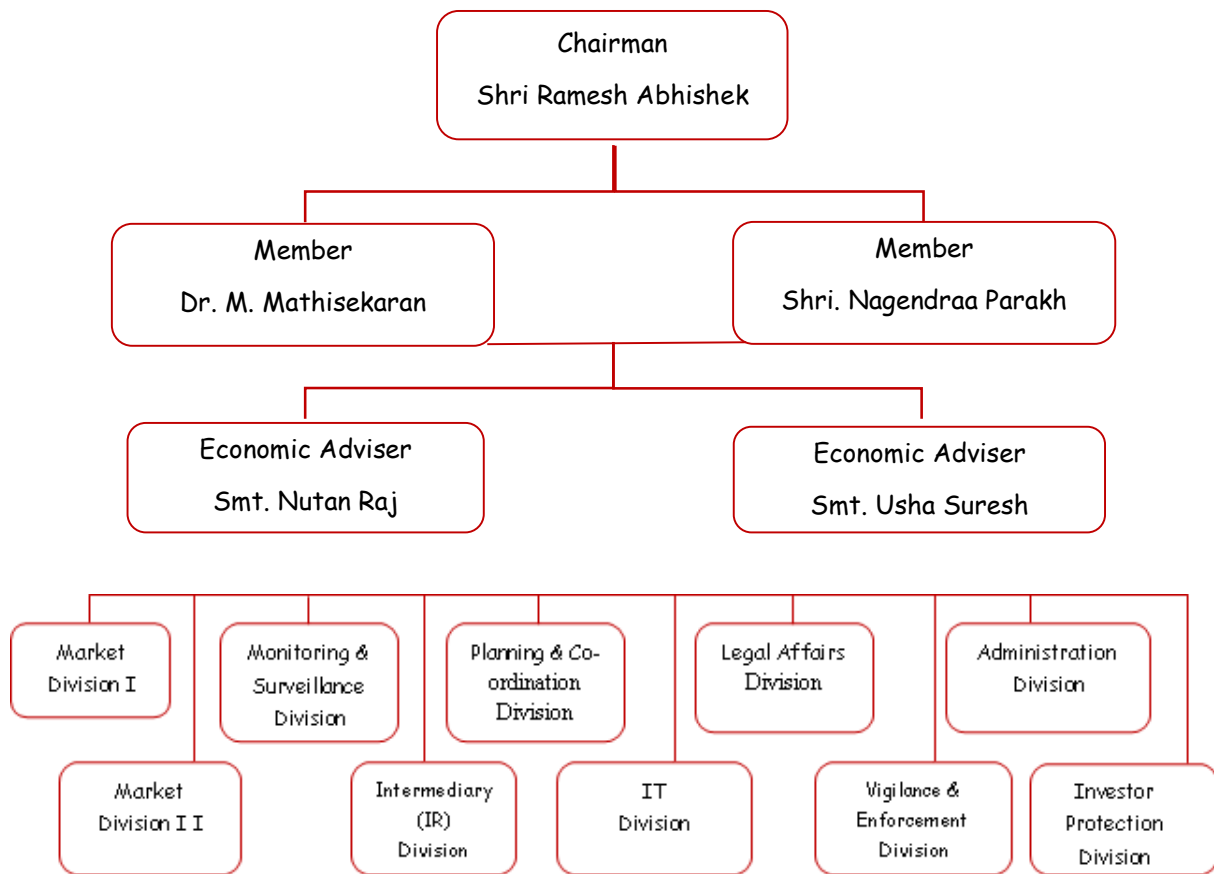 Chairman
Shri Ramesh Abhishek
Member
Dr. M. Mathisekaran
Member
Shri. Nagendraa Parakh
Economic Adviser
Smt. Nutan Raj
Economic Adviser
Smt. Usha Suresh
Market
Division I
Monitoring &
Surveillance
Division
Planning & Co-
ordination
Division
Legal Affairs
Division
Administration
Division
Market
Division I I
Intermediary
(IR)
Division
IT
Division
Vigilance &
Enforcement
Division
Investor
Protection
Division